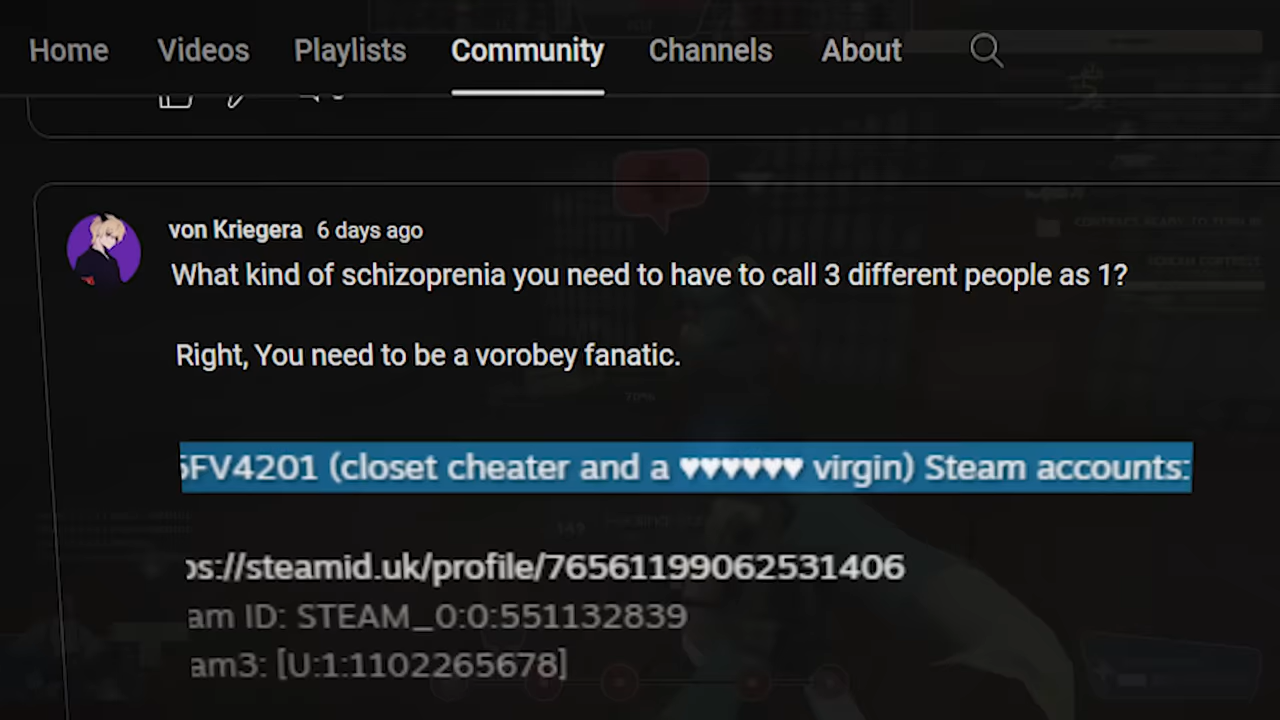 Home Videos Playlists Community Channels About
von Kriegera 6 days ago
What kind of schizoprenia you need to have to call 3 different people as 1?
Right, You need to be a vorobey fanatic.
5FV4201 (closet cheater and a ♥♥♥♥♥♥ virgin) Steam accounts:
ps://steamid.uk/profile/76561199062531406
am ID: STEAM_0:0:551132839
am3: [U:1:1102265678]